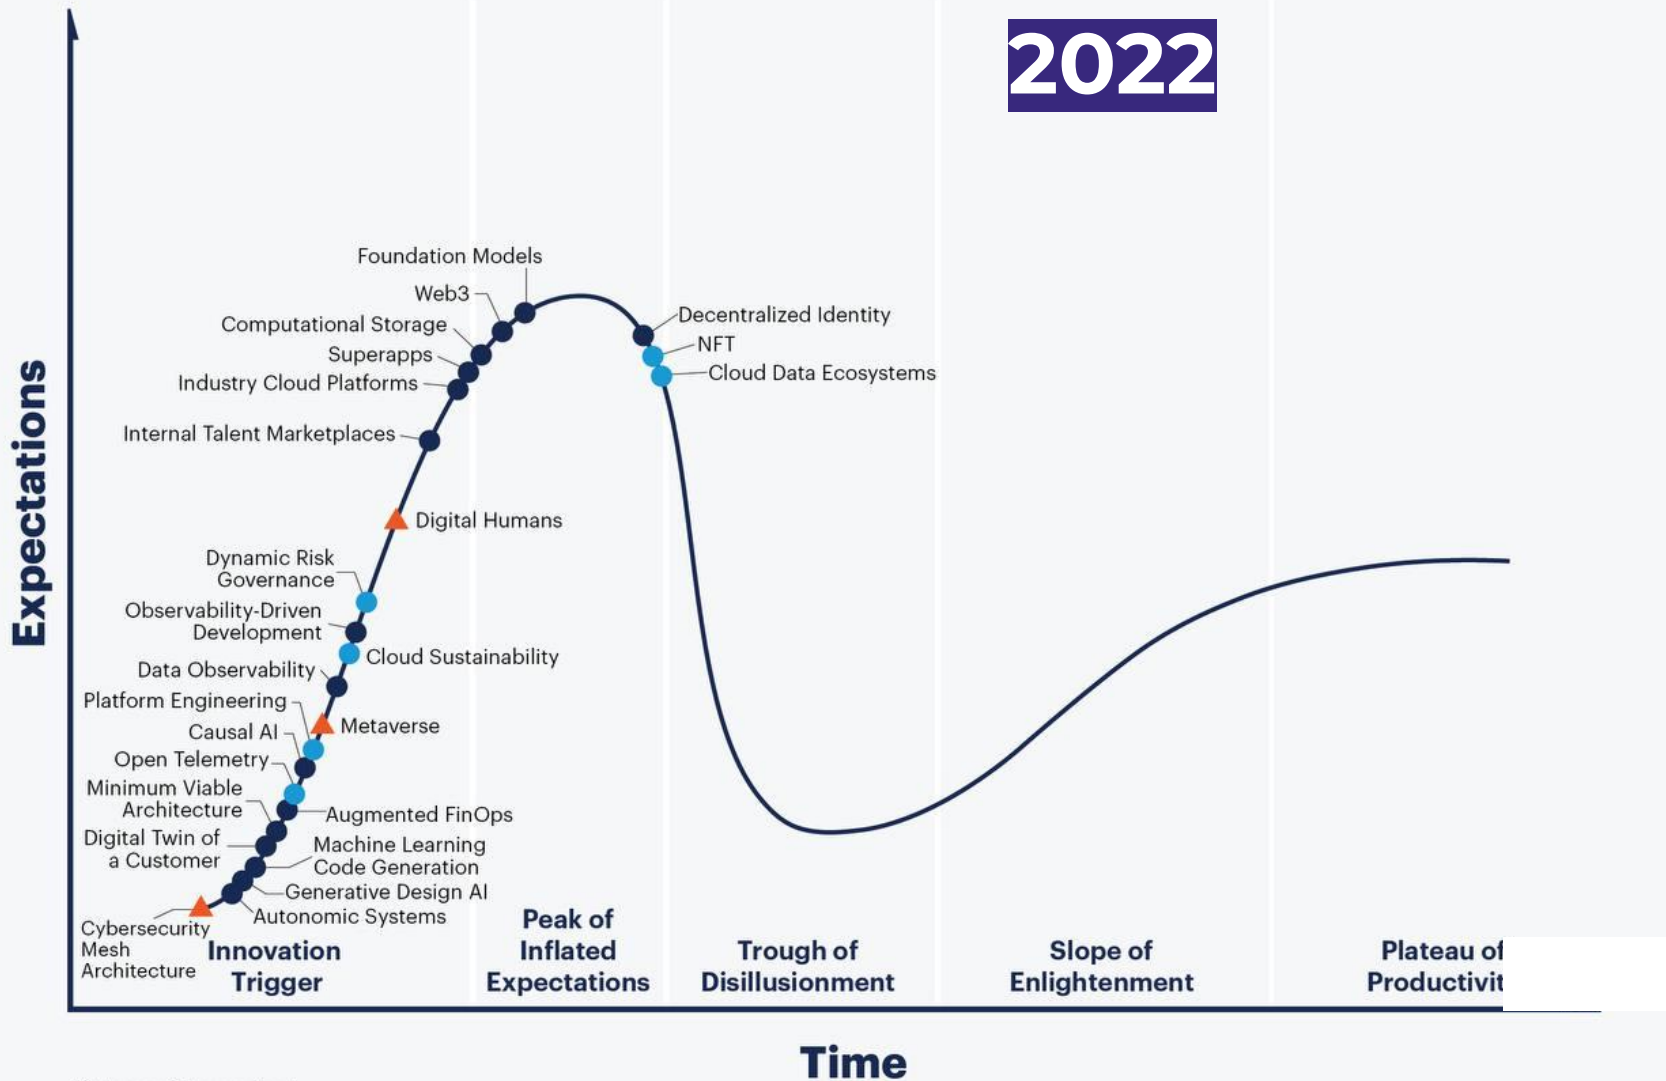 2022
Foundation Models
Web3
Computational Storage
Superapps
Industry Cloud Platforms
Internal Talent Marketplaces
Decentralized Identity
NFT
Cloud Data Ecosystems
Digital Humans
Dynamic Risk
Governance
Observability-Driven
Development
Cloud Sustainability
Data Observability
Platform Engineering
Metaverse
Causal AI
Open Telemetry
Minimum Viable
Architecture
Augmented FinOps
Digital Twin of
a Customer
Machine Learning
Code Generation
Generative Design AI
Autonomic Systems
Cybersecurity
Mesh
Architecture
Innovation
Trigger
Peak of
Inflated
Expectations
Trough of
Disillusionment
Slope of
Enlightenment
Plateau of
Productivit
Expectations
Time